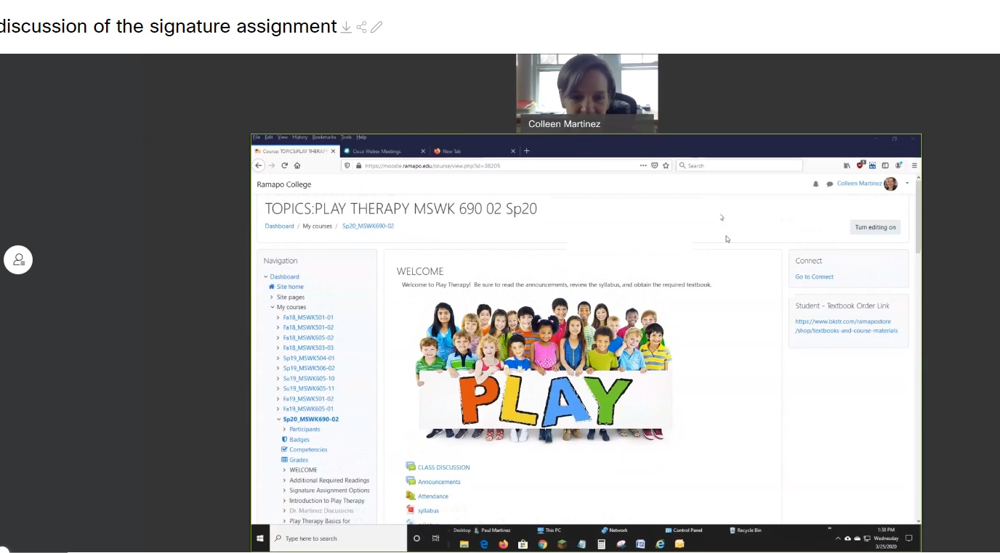 discussion of the signature assignment
Colleen Martinez
File Edit View History Bookmarks Tools Help
Course: TOPICS:PLAY THERAPY
Cisco Webex Meetings
New Tab
https://moodle.ramapo.edu/course/view.php?id=38205
Search
Ramapo College
Colleen Martinez
TOPICS:PLAY THERAPY MSWK 690 02 Sp20
Dashboard / My courses / Sp20_MSWK690-02
Turn editing on
Navigation
Dashboard
Site home
Site pages
My courses
Fa18_MSWK501-01
Fa18_MSWK501-02
Fa18_MSWK605-02
Fa18_MSWK503-03
Sp19_MSWK504-01
Sp19_MSWK506-02
Su19_MSWK605-10
Su19_MSWK605-11
Fa19_MSWK501-02
Fa19_MSWK605-01
Sp20_MSWK690-02
Participants
Badges
Competencies
Grades
WELCOME
Additional Required Readings
Signature Assignment Options
Introduction to Play Therapy
Dr. Martinez Discussions
Play Therapy Basics for
WELCOME
Welcome to Play Therapy! Be sure to read the announcements, review the syllabus, and obtain the required textbook.
PLAY
CLASS DISCUSSION
Announcements
Attendance
syllabus
Connect
Go to Connect
Student - Textbook Order Link
https://www.bkstr.com/ramapostore
/shop/textbooks-and-course-materials
Type here to search
Desktop
Paul Martinez
This PC
Network
Control Panel
Recycle Bin
1:38 PM
Wednesday
3/25/2020